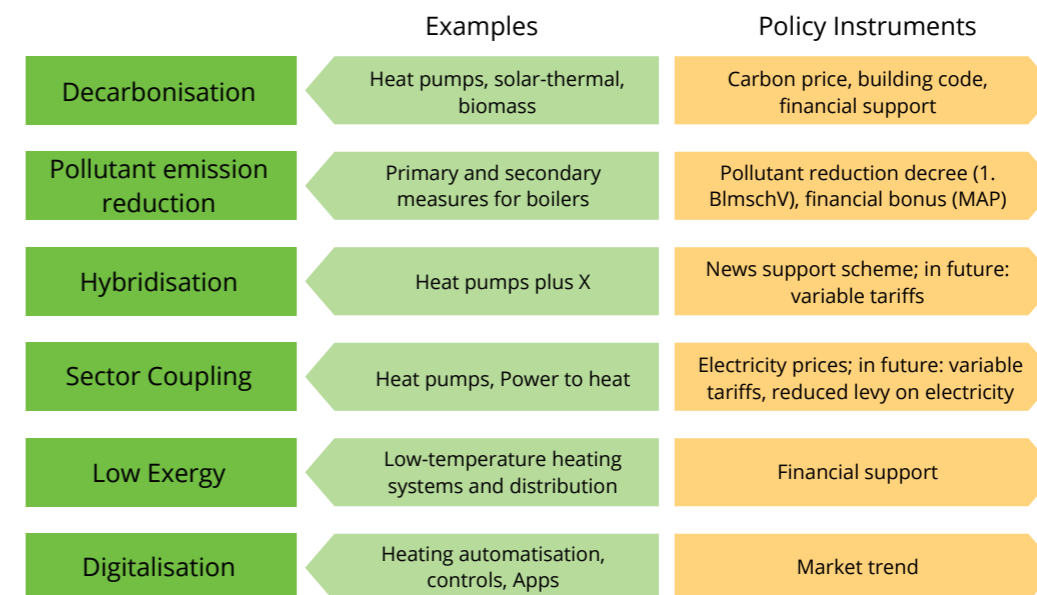 Examples
Policy Instruments
Decarbonisation
Heat pumps, solar-thermal,
biomass
Carbon price, building code,
financial support
Pollutant emission
reduction
Primary and secondary
measures for boilers
Pollutant reduction decree (1.
BlmschV), financial bonus (MAP)
Hybridisation
Heat pumps plus X
News support scheme; in future:
variable tariffs
Sector Coupling
Heat pumps, Power to heat
Electricity prices; in future: variable
tariffs, reduced levy on electricity
Low Exergy
Low-temperature heating
systems and distribution
Financial support
Digitalisation
Heating automatisation,
controls, Apps
Market trend